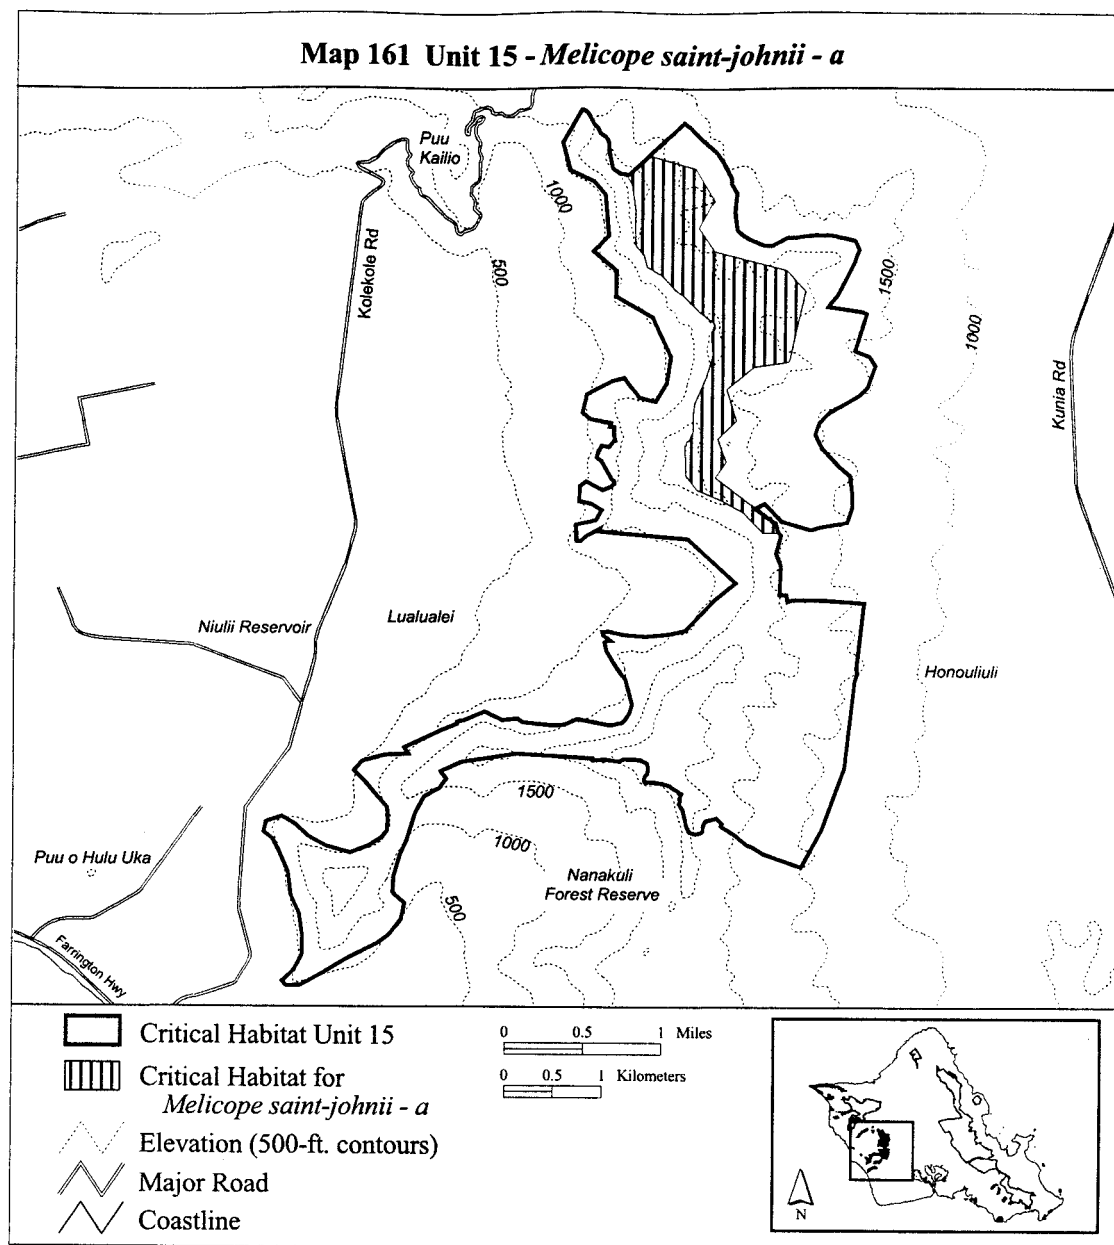 Map 161 Unit 15 - Melicope saint-johnii - a
Puu
Kailio
1000
500
Kolekole Rd
1500
1000
Kunia Rd
Niulii Reservoir
Lualualei
Honouliuli
1500
1000
Puu o Hulu Uka
Nanakuli
Forest Reserve
500
Farrington Hwy
Critical Habitat Unit 15
Critical Habitat for
Melicope saint-johnii - a
Elevation (500-ft. contours)
Major Road
Coastline
0 0.5 1 Miles
0 0.5 1 Kilometers
N